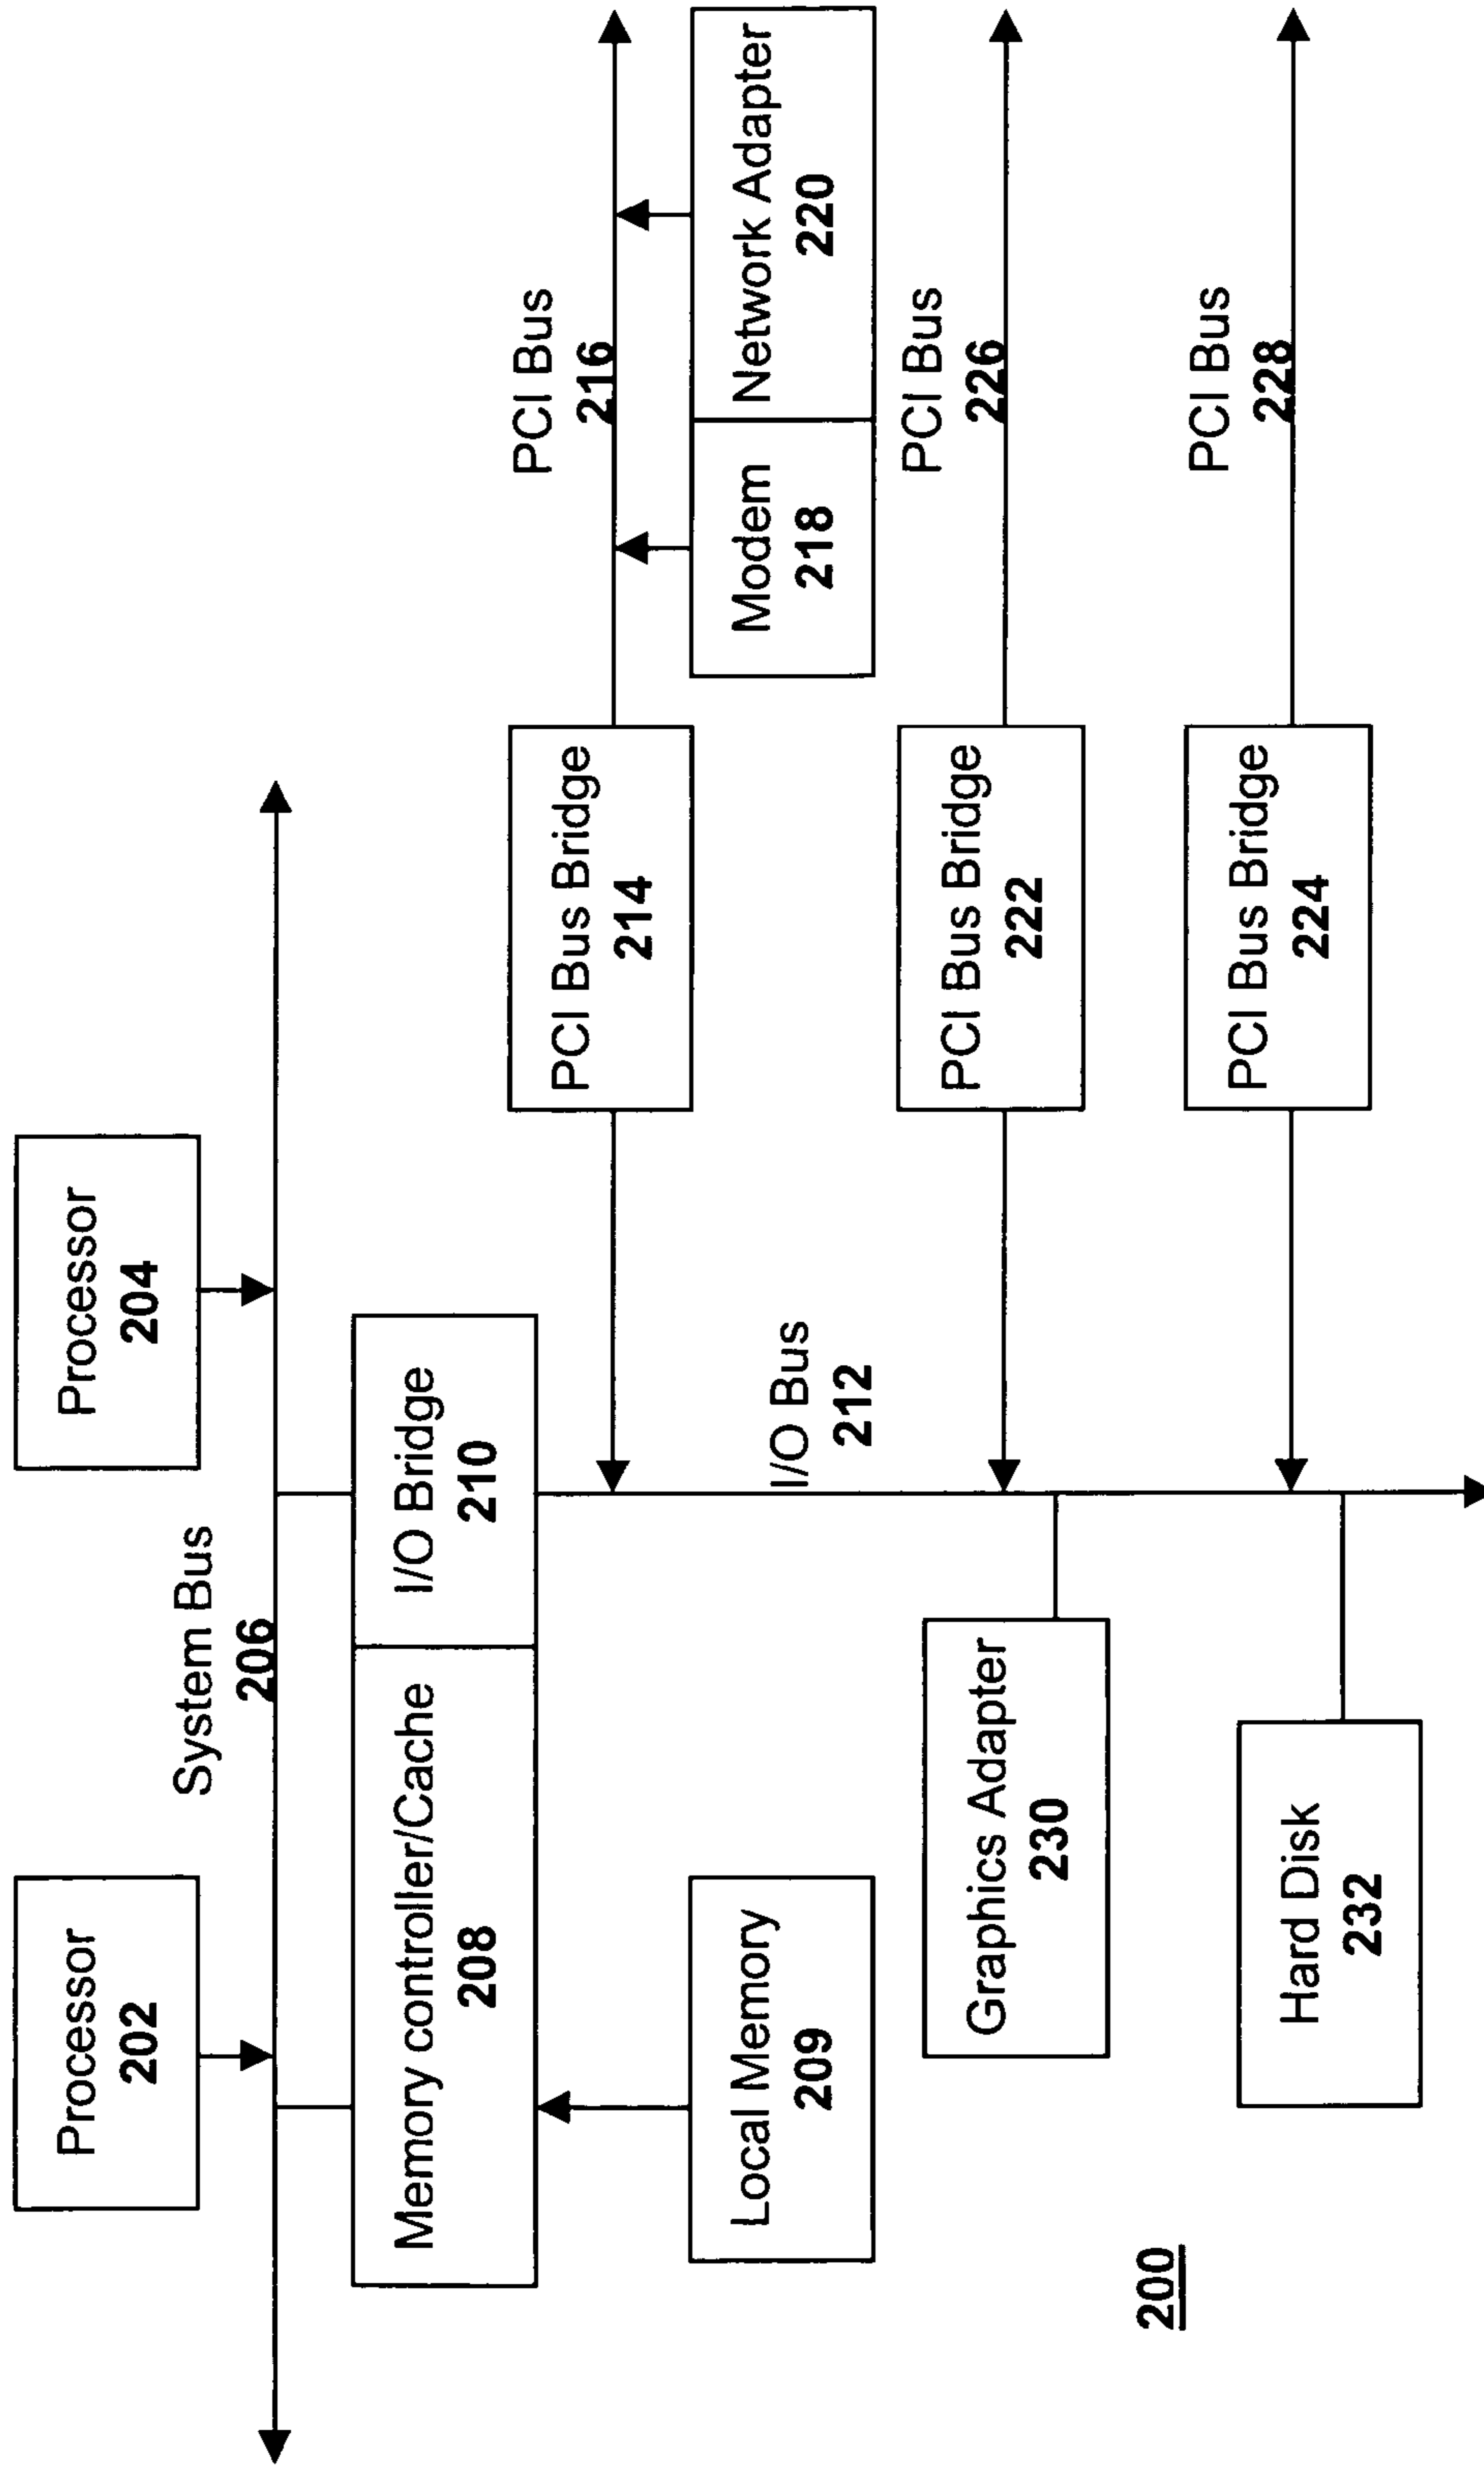 Processor
202
Processor
204
System Bus
206
Memory controller/Cache
208
I/O Bridge
210
Local Memory
209
PCI Bus Bridge
214
PCI Bus
216
Modem
218
Network Adapter
220
I/O Bus
212
Graphics Adapter
230
PCI Bus Bridge
222
PCI Bus
226
Hard Disk
232
PCI Bus Bridge
224
PCI Bus
228
200